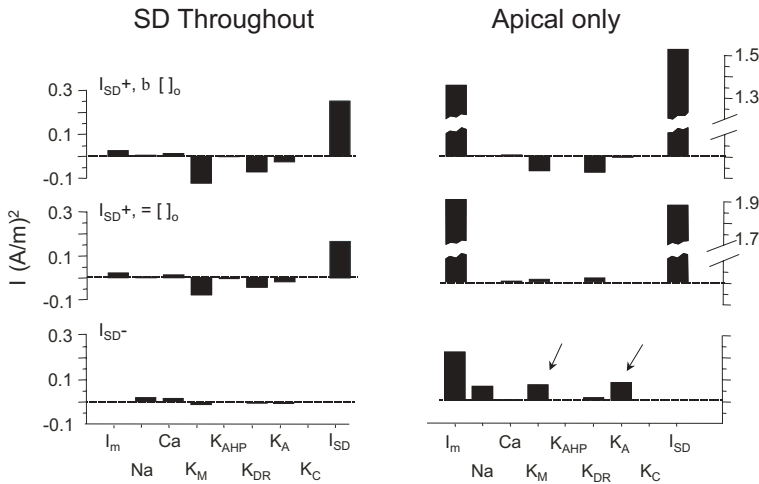 SD Throughout
Apical only
I_SD+, b [ ]_o
0.3
0.1
-0.1
1.5
1.3
I_SD+, = [ ]_o
0.3
0.1
-0.1
1.9
1.7
I_SD-
0.3
0.1
-0.1
I (A/m)²
I_m Na Ca K_M K_AHP K_DR K_A K_C I_SD
I_m Na Ca K_M K_AHP K_DR K_A K_C I_SD